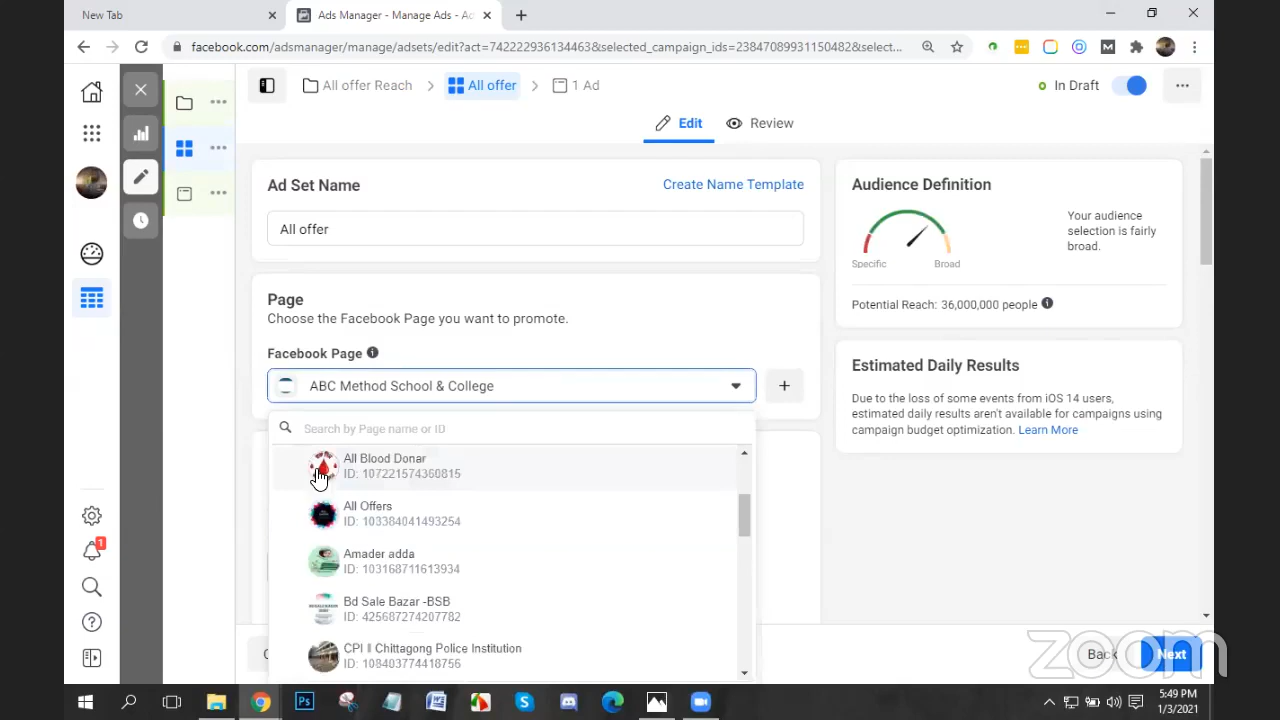 New Tab
Ads Manager - Manage Ads - Ac
facebook.com/adsmanager/manage/adsets/edit?act=742222936134463&selected_campaign_ids=23847089931150482&selec...
All offer Reach
All offer
1 Ad
In Draft
Edit
Review
Ad Set Name
Create Name Template
All offer
Page
Choose the Facebook Page you want to promote.
Facebook Page
ABC Method School & College
Search by Page name or ID
All Blood Donar
ID: 107221574360815
All Offers
ID: 103384041493254
Amader adda
ID: 103168711613934
Bd Sale Bazar -BSB
ID: 425687274207782
CPI ll Chittagong Police Institution
ID: 108403774418756
Audience Definition
Your audience
selection is fairly
broad.
Specific
Broad
Potential Reach: 36,000,000 people
Estimated Daily Results
Due to the loss of some events from iOS 14 users,
estimated daily results aren't available for campaigns using
campaign budget optimization. Learn More
1
Back
Next
zoom
5:49 PM
1/3/2021